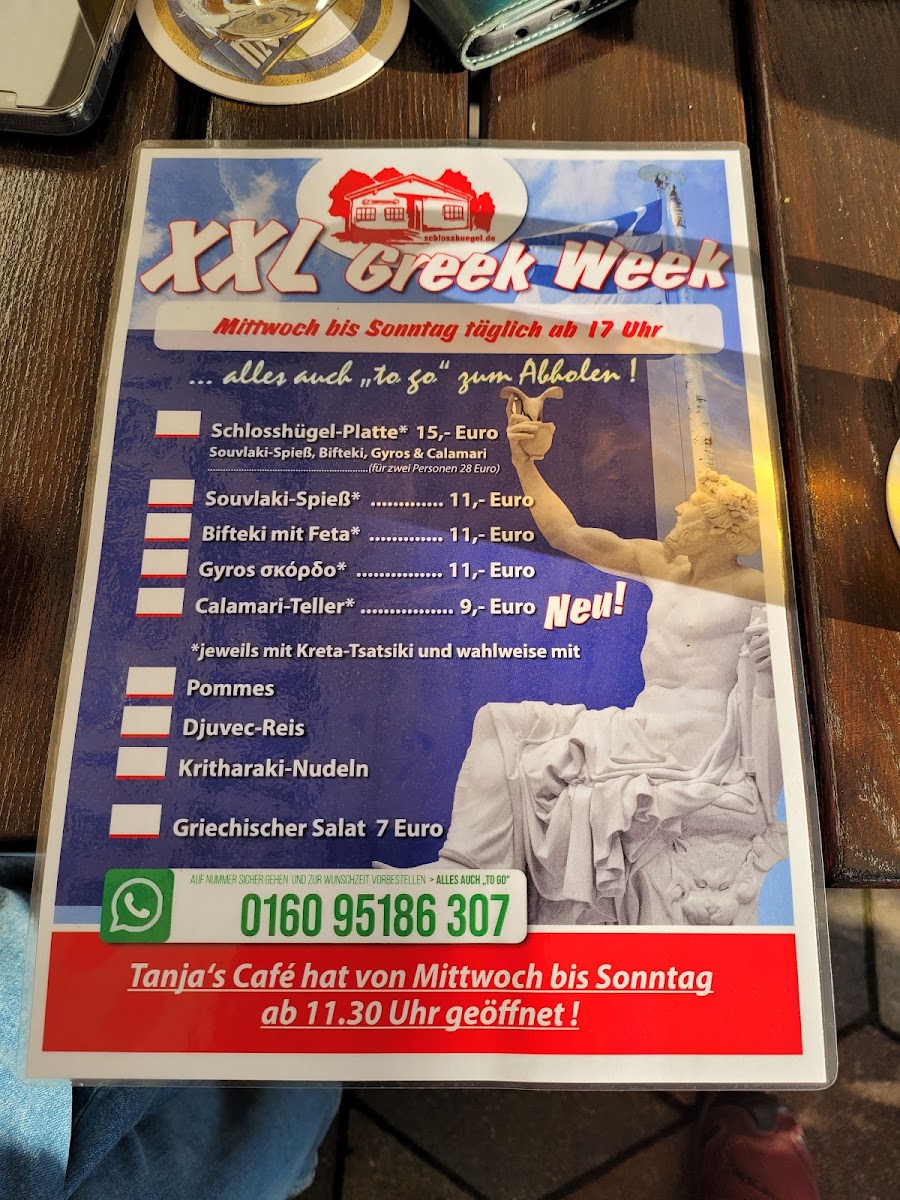 schlosshuegel.de
XXL Greek Week
Mittwoch bis Sonntag täglich ab 17 Uhr
... alles auch „to go“ zum Abholen !
Schlosshügel-Platte* 15,- Euro
Souvlaki-Spieß, Bifteki, Gyros & Calamari
(für zwei Personen 28 Euro)
Souvlaki-Spieß* ............. 11,- Euro
Bifteki mit Feta* ............. 11,- Euro
Gyros σκόρδο* ............... 11,- Euro
Calamari-Teller* ................ 9,- Euro Neu!
*jeweils mit Kreta-Tsatsiki und wahlweise mit
Pommes
Djuvec-Reis
Kritharaki-Nudeln
Griechischer Salat 7 Euro
AUF NUMMER SICHER GEHEN UND ZUR WUNSCHZEIT VORBESTELLEN > ALLES AUCH „TO GO“
0160 95186 307
Tanja‘s Café hat von Mittwoch bis Sonntag
ab 11.30 Uhr geöffnet !